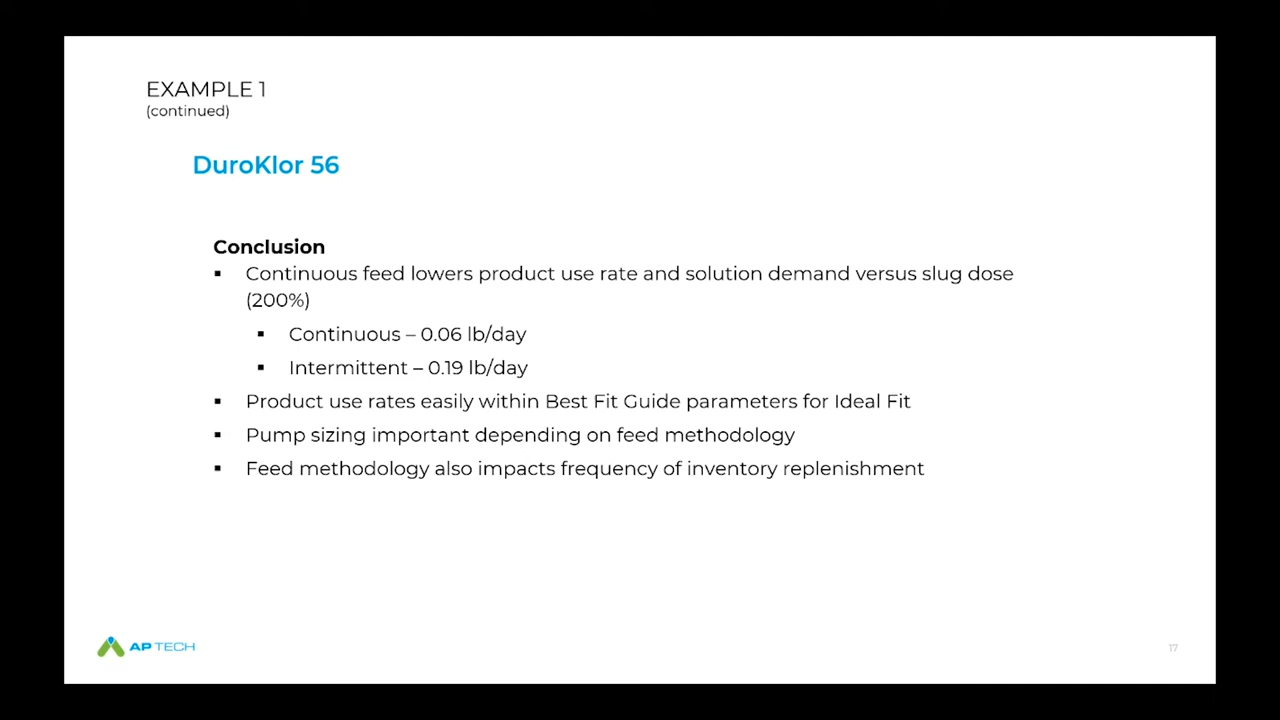 EXAMPLE 1
(continued)
DuroKlor 56
Conclusion
▪ Continuous feed lowers product use rate and solution demand versus slug dose
(200%)
▪ Continuous – 0.06 lb/day
▪ Intermittent – 0.19 lb/day
▪ Product use rates easily within Best Fit Guide parameters for Ideal Fit
▪ Pump sizing important depending on feed methodology
▪ Feed methodology also impacts frequency of inventory replenishment
AP TECH
17